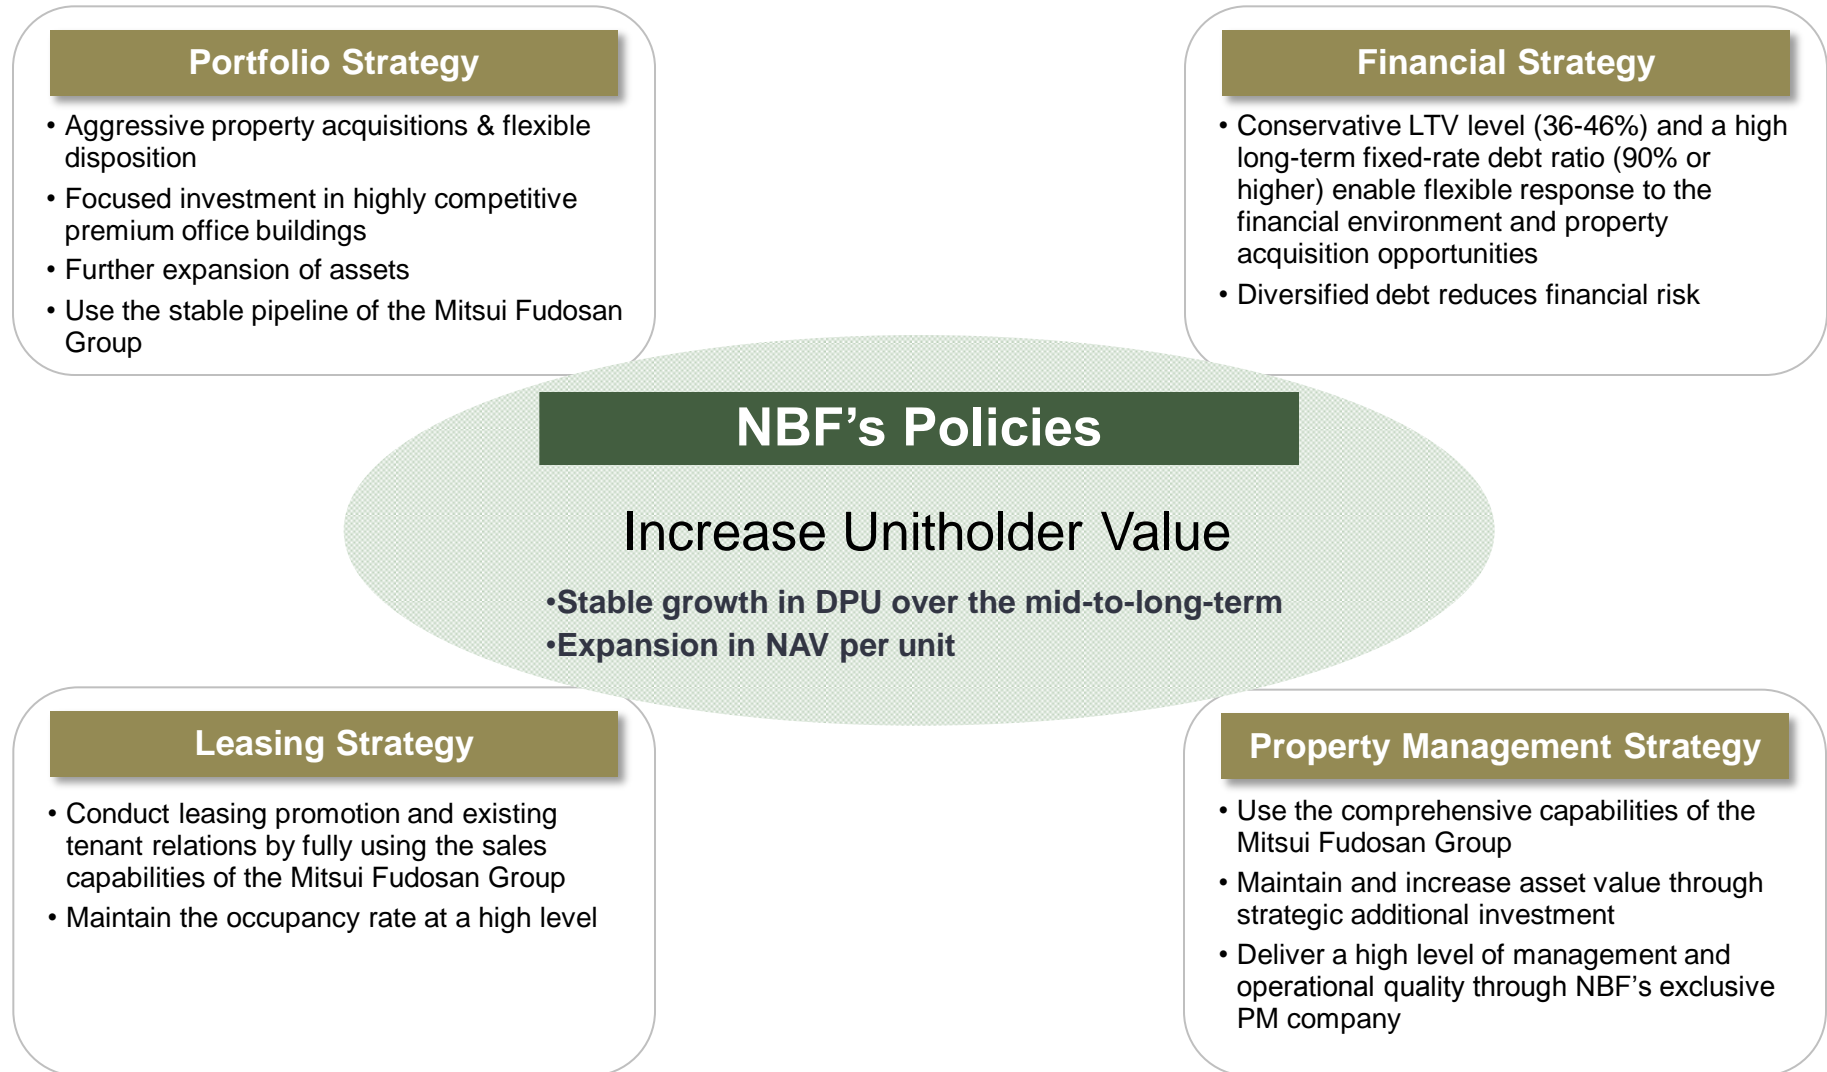 Portfolio Strategy
• Aggressive property acquisitions & flexible
disposition
• Focused investment in highly competitive
premium office buildings
• Further expansion of assets
• Use the stable pipeline of the Mitsui Fudosan
Group
Financial Strategy
• Conservative LTV level (36-46%) and a high
long-term fixed-rate debt ratio (90% or
higher) enable flexible response to the
financial environment and property
acquisition opportunities
• Diversified debt reduces financial risk
NBF’s Policies
Increase Unitholder Value
•Stable growth in DPU over the mid-to-long-term
•Expansion in NAV per unit
Leasing Strategy
• Conduct leasing promotion and existing
tenant relations by fully using the sales
capabilities of the Mitsui Fudosan Group
• Maintain the occupancy rate at a high level
Property Management Strategy
• Use the comprehensive capabilities of the
Mitsui Fudosan Group
• Maintain and increase asset value through
strategic additional investment
• Deliver a high level of management and
operational quality through NBF’s exclusive
PM company